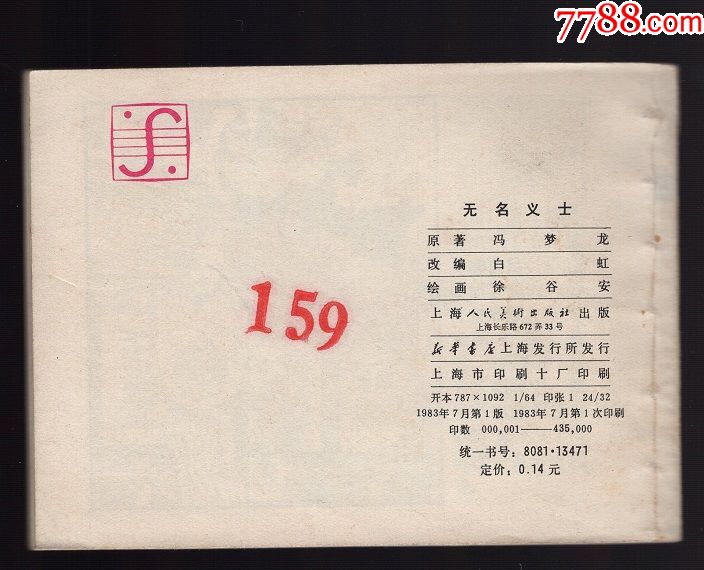 7788.com
159
无名义士
原著 冯梦龙
改编 白虹
绘画 徐谷安
上海人民美術出版社出版
上海长乐路672弄33号
新华书店上海发行所发行
上海市印刷十厂印刷
开本787×1092 1/64 印张1 24/32
1983年7月第1版 1983年7月第1次印刷
印数 000,001——435,000
统一书号：8081·13471
定价：0.14元